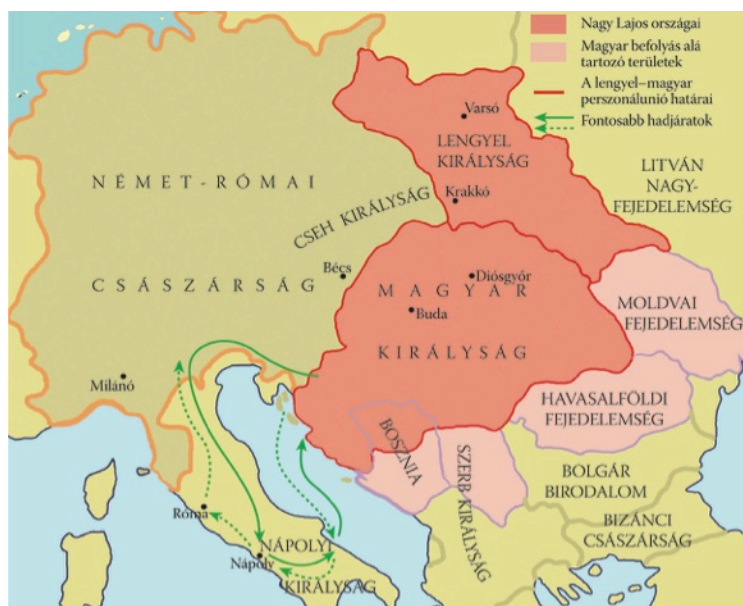 Nagy Lajos országai
Magyar befolyás alá
tartozó területek
A lengyel–magyar
perszonálunió határai
Fontosabb hadjáratok
Varsó
LENGYEL
KIRÁLYSÁG
LITVÁN
NAGY-
FEJEDELEMSÉG
NÉMET-RÓMAI
Krakkó
CSEH KIRÁLYSÁG
Bécs
Diósgyőr
CSÁSZÁRSÁG
MAGYAR
Buda
MOLDVAI
FEJEDELEMSÉG
KIRÁLYSÁG
Milánó
HAVASALFÖLDI
FEJEDELEMSÉG
BOSZNIA
SZERB KIRÁLYSÁG
BOLGÁR
BIRODALOM
Róma
BIZÁNCI
CSÁSZÁRSÁG
NÁPOLYI
Nápoly
KIRÁLYSÁG